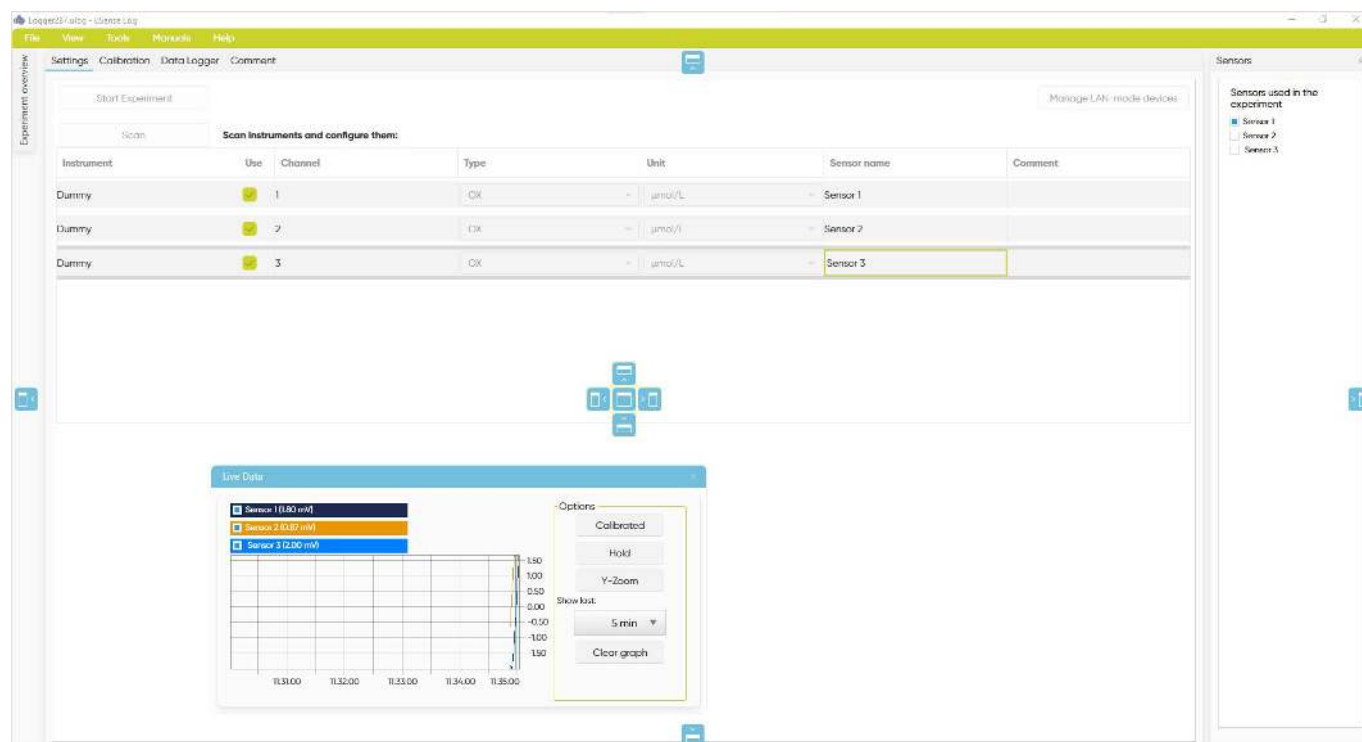 File View Tools Manuals Help
Experiment overview
Settings Calibration Data Logger Comment
Sensors
Start Experiment
Manage LAN-mode devices
Scan
Scan instruments and configure them:
Instrument Use Channel Type Unit Sensor name Comment
Dummy 1 OX µmol/L Sensor 1
Dummy 2 OX µmol/L Sensor 2
Dummy 3 OX µmol/L Sensor 3
Sensors used in the
experiment
Sensor 1
Sensor 2
Sensor 3
Live Data
Sensor 1 (1.80 mV)
Sensor 2 (0.87 mV)
Sensor 3 (2.00 mV)
1.50
1.00
0.50
0.00
-0.50
-1.00
1.50
11.31.00 11.32.00 11.33.00 11.34.00 11.35.00
Options
Calibrated
Hold
Y-Zoom
Show last:
5 min
Clear graph